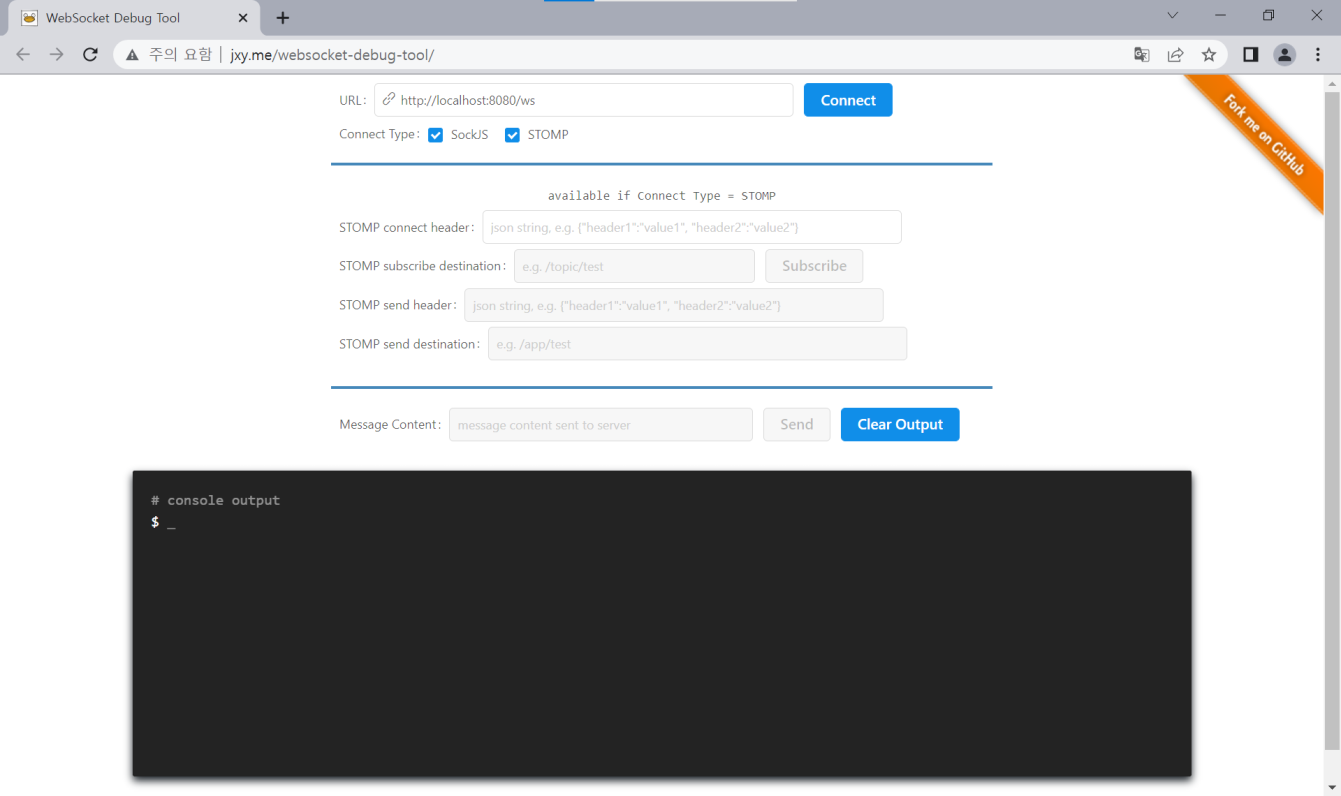 WebSocket Debug Tool
주의 요함 jxy.me/websocket-debug-tool/
Fork me on GitHub
URL: http://localhost:8080/ws Connect
Connect Type: SockJS STOMP
available if Connect Type = STOMP
STOMP connect header: json string, e.g. {"header1":"value1", "header2":"value2"}
STOMP subscribe destination: e.g. /topic/test Subscribe
STOMP send header: json string, e.g. {"header1":"value1", "header2":"value2"}
STOMP send destination: e.g. /app/test
Message Content: message content sent to server Send Clear Output
# console output
$ _